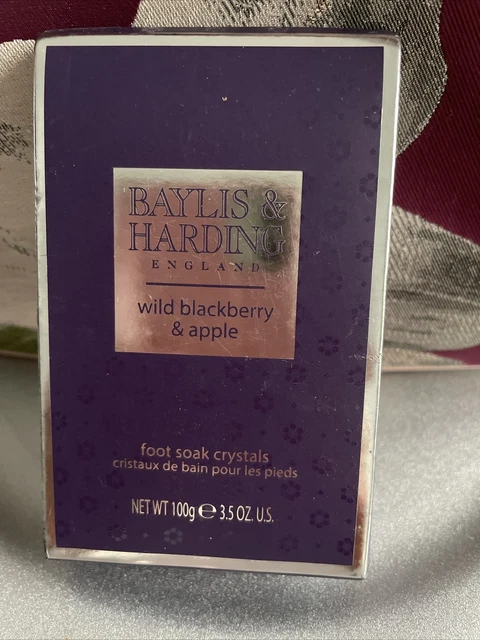 BAYLIS &
HARDING
ENGLAND
wild blackberry
& apple
foot soak crystals
cristaux de bain pour les pieds
NET WT 100g ℮ 3.5 OZ. U.S.